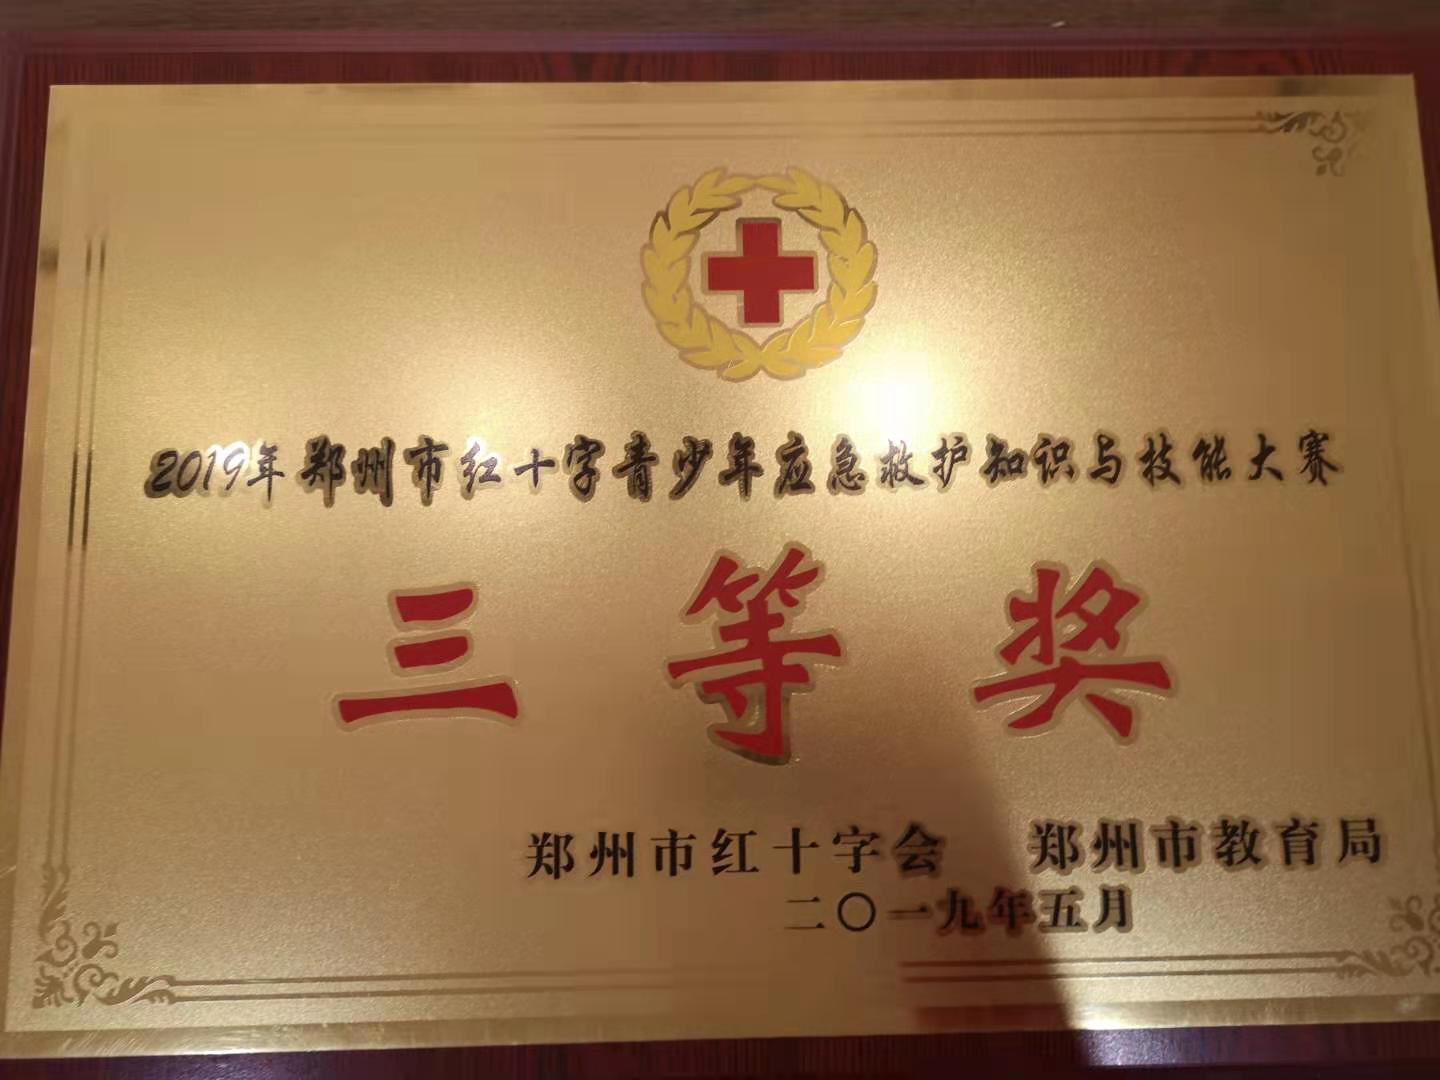 2019年郑州市红十字青少年应急救护知识与技能大赛
三等奖
郑州市红十字会 郑州市教育局
二〇一九年五月